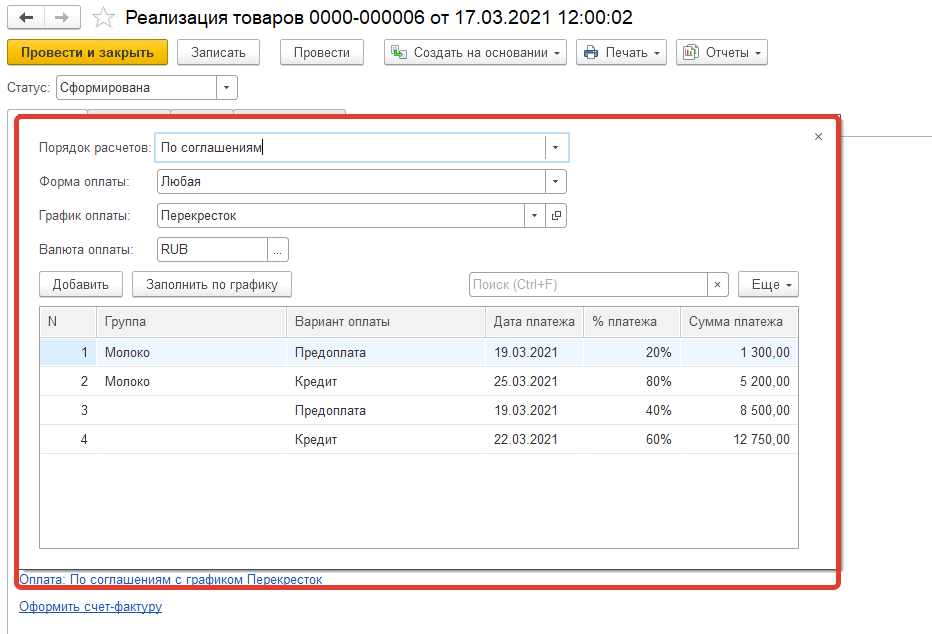 Реализация товаров 0000-000006 от 17.03.2021 12:00:02
Провести и закрыть Записать Провести Создать на основании Печать Отчеты
Статус: Сформирована
Порядок расчетов: По соглашениям
Форма оплаты: Любая
График оплаты: Перекресток
Валюта оплаты: RUB ...
Добавить Заполнить по графику Поиск (Ctrl+F) × Еще
N Группа Вариант оплаты Дата платежа % платежа Сумма платежа
1 Молоко Предоплата 19.03.2021 20% 1 300,00
2 Молоко Кредит 25.03.2021 80% 5 200,00
3 Предоплата 19.03.2021 40% 8 500,00
4 Кредит 22.03.2021 60% 12 750,00
Оплата: По соглашениям с графиком Перекресток
Оформить счет-фактуру